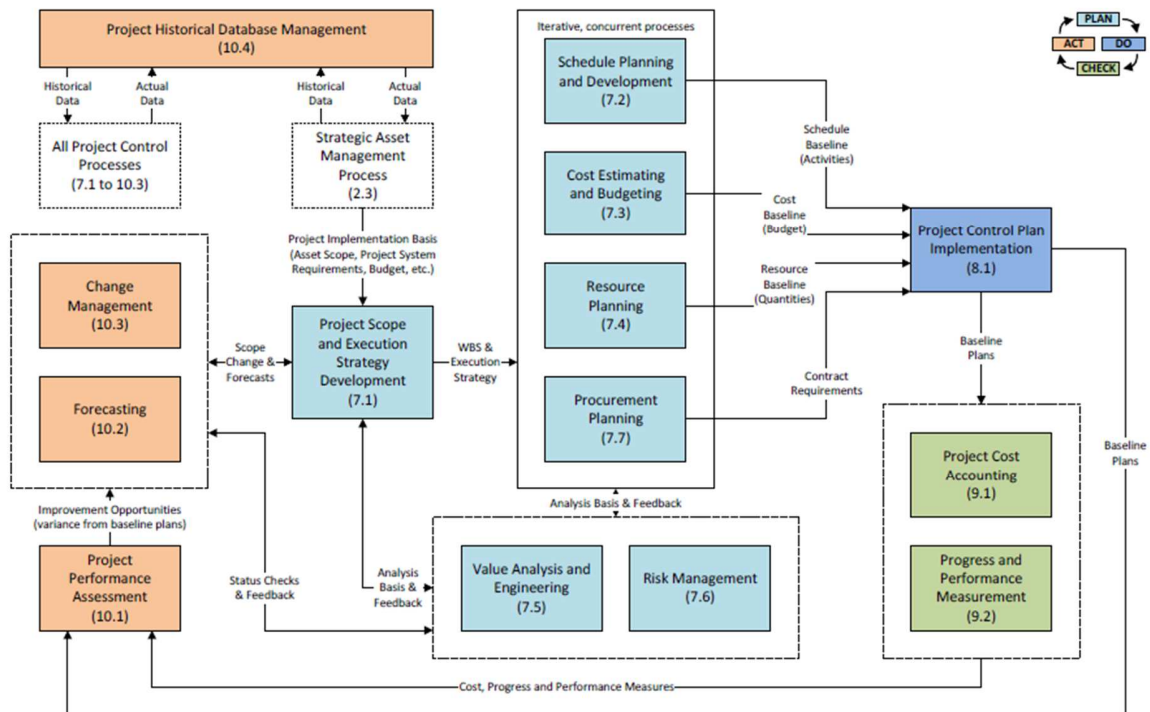 Project Historical Database Management
(10.4)
Historical
Data
Actual
Data
Historical
Data
Actual
Data
All Project Control
Processes
(7.1 to 10.3)
Strategic Asset
Management
Process
(2.3)
Project Implementation Basis
(Asset Scope, Project System
Requirements, Budget, etc.)
Change
Management
(10.3)
Forecasting
(10.2)
Scope
Change &
Forecasts
Project Scope
and Execution
Strategy
Development
(7.1)
WBS &
Execution
Strategy
Iterative, concurrent processes
Schedule Planning
and Development
(7.2)
Cost Estimating
and Budgeting
(7.3)
Resource
Planning
(7.4)
Procurement
Planning
(7.7)
Schedule
Baseline
(Activities)
Cost
Baseline
(Budget)
Resource
Baseline
(Quantities)
Contract
Requirements
PLAN
ACT
DO
CHECK
Project Control Plan
Implementation
(8.1)
Baseline
Plans
Project Cost
Accounting
(9.1)
Progress and
Performance
Measurement
(9.2)
Baseline
Plans
Improvement Opportunities
(variance from baseline plans)
Project
Performance
Assessment
(10.1)
Status Checks
& Feedback
Analysis
Basis &
Feedback
Analysis Basis & Feedback
Value Analysis and
Engineering
(7.5)
Risk Management
(7.6)
Cost, Progress and Performance Measures